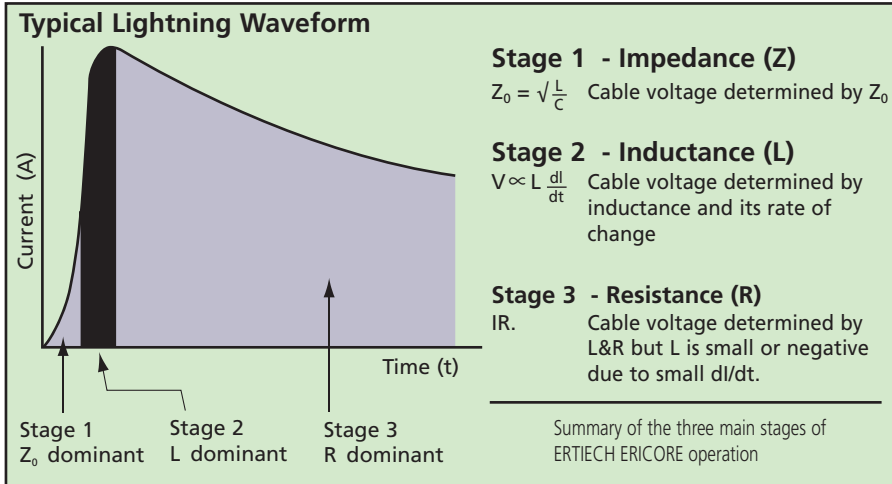 Typical Lightning Waveform
Current (A)
Time (t)
Stage 1
Z₀ dominant
Stage 2
L dominant
Stage 3
R dominant
Stage 1 - Impedance (Z)
Z₀ = √L/C Cable voltage determined by Z₀
Stage 2 - Inductance (L)
V ∝ L dI/dt Cable voltage determined by
inductance and its rate of
change
Stage 3 - Resistance (R)
IR. Cable voltage determined by
L&R but L is small or negative
due to small dI/dt.
Summary of the three main stages of
ERTIECH ERICORE operation